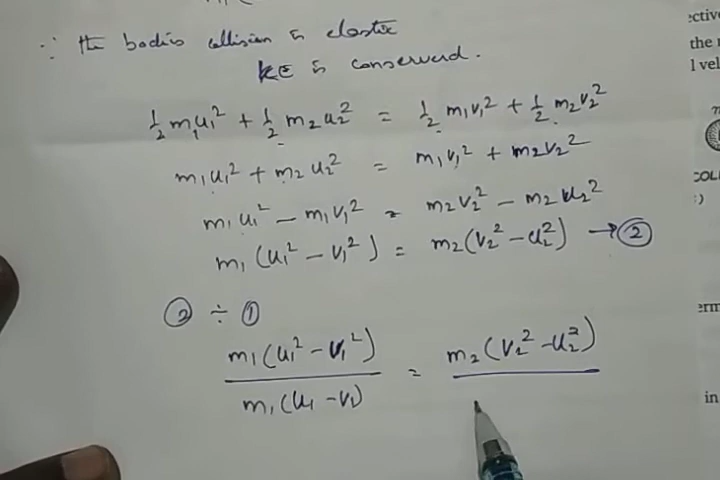 ∴ the bodies collision is elastic
KE is conserved.
½ m₁u₁² + ½ m₂u₂² = ½ m₁v₁² + ½ m₂v₂²
m₁u₁² + m₂u₂² = m₁v₁² + m₂v₂²
m₁u₁² - m₁v₁² = m₂v₂² - m₂u₂²
m₁(u₁² - v₁²) = m₂(v₂² - u₂²) → ②
② ÷ ①
m₁(u₁² - v₁²) = m₂(v₂² - u₂²)
m₁(u₁ - v₁)
the
in